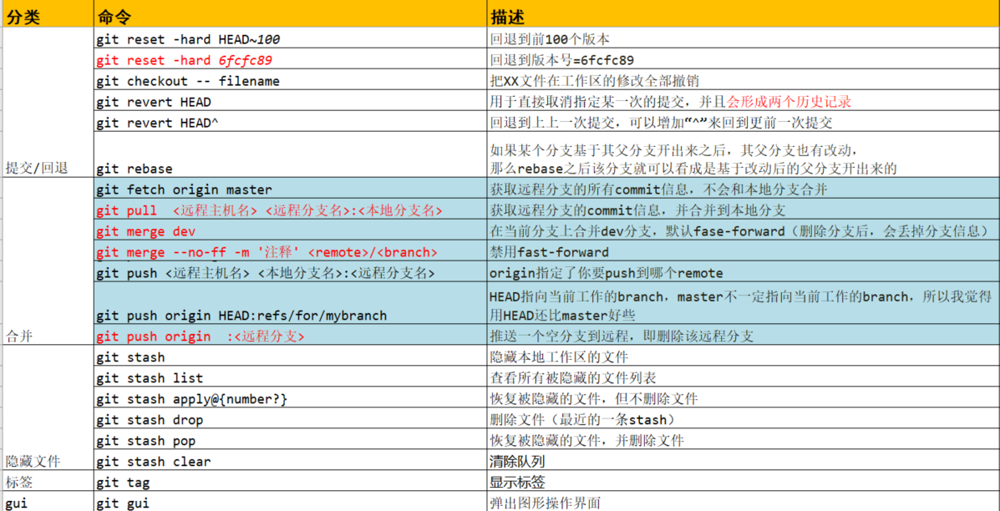 分类 命令 描述
git reset -hard HEAD~100 回退到前100个版本
git reset -hard 6fcfc89 回退到版本号=6fcfc89
git checkout -- filename 把XX文件在工作区的修改全部撤销
git revert HEAD 用于直接取消指定某一次的提交，并且会形成两个历史记录
git revert HEAD^ 回退到上上一次提交，可以增加“^”来回到更前一次提交
如果某个分支基于其父分支开出来之后，其父分支也有改动，
提交/回退 git rebase 那么rebase之后该分支就可以看成是基于改动后的父分支开出来的
git fetch origin master 获取远程分支的所有commit信息，不会和本地分支合并
git pull <远程主机名> <远程分支名>:<本地分支名> 获取远程分支的commit信息，并合并到本地分支
git merge dev 在当前分支上合并dev分支，默认fase-forward（删除分支后，会丢掉分支信息）
git merge --no-ff -m '注释' <remote>/<branch> 禁用fast-forward
git push <远程主机名> <本地分支名>:<远程分支名> origin指定了你要push到哪个remote
HEAD指向当前工作的branch，master不一定指向当前工作的branch，所以我觉得
git push origin HEAD:refs/for/mybranch 用HEAD还比master好些
合并 git push origin :<远程分支> 推送一个空分支到远程，即删除该远程分支
git stash 隐藏本地工作区的文件
git stash list 查看所有被隐藏的文件列表
git stash apply@{number?} 恢复被隐藏的文件，但不删除文件
git stash drop 删除文件（最近的一条stash）
git stash pop 恢复被隐藏的文件，并删除文件
隐藏文件 git stash clear 清除队列
标签 git tag 显示标签
gui git gui 弹出图形操作界面